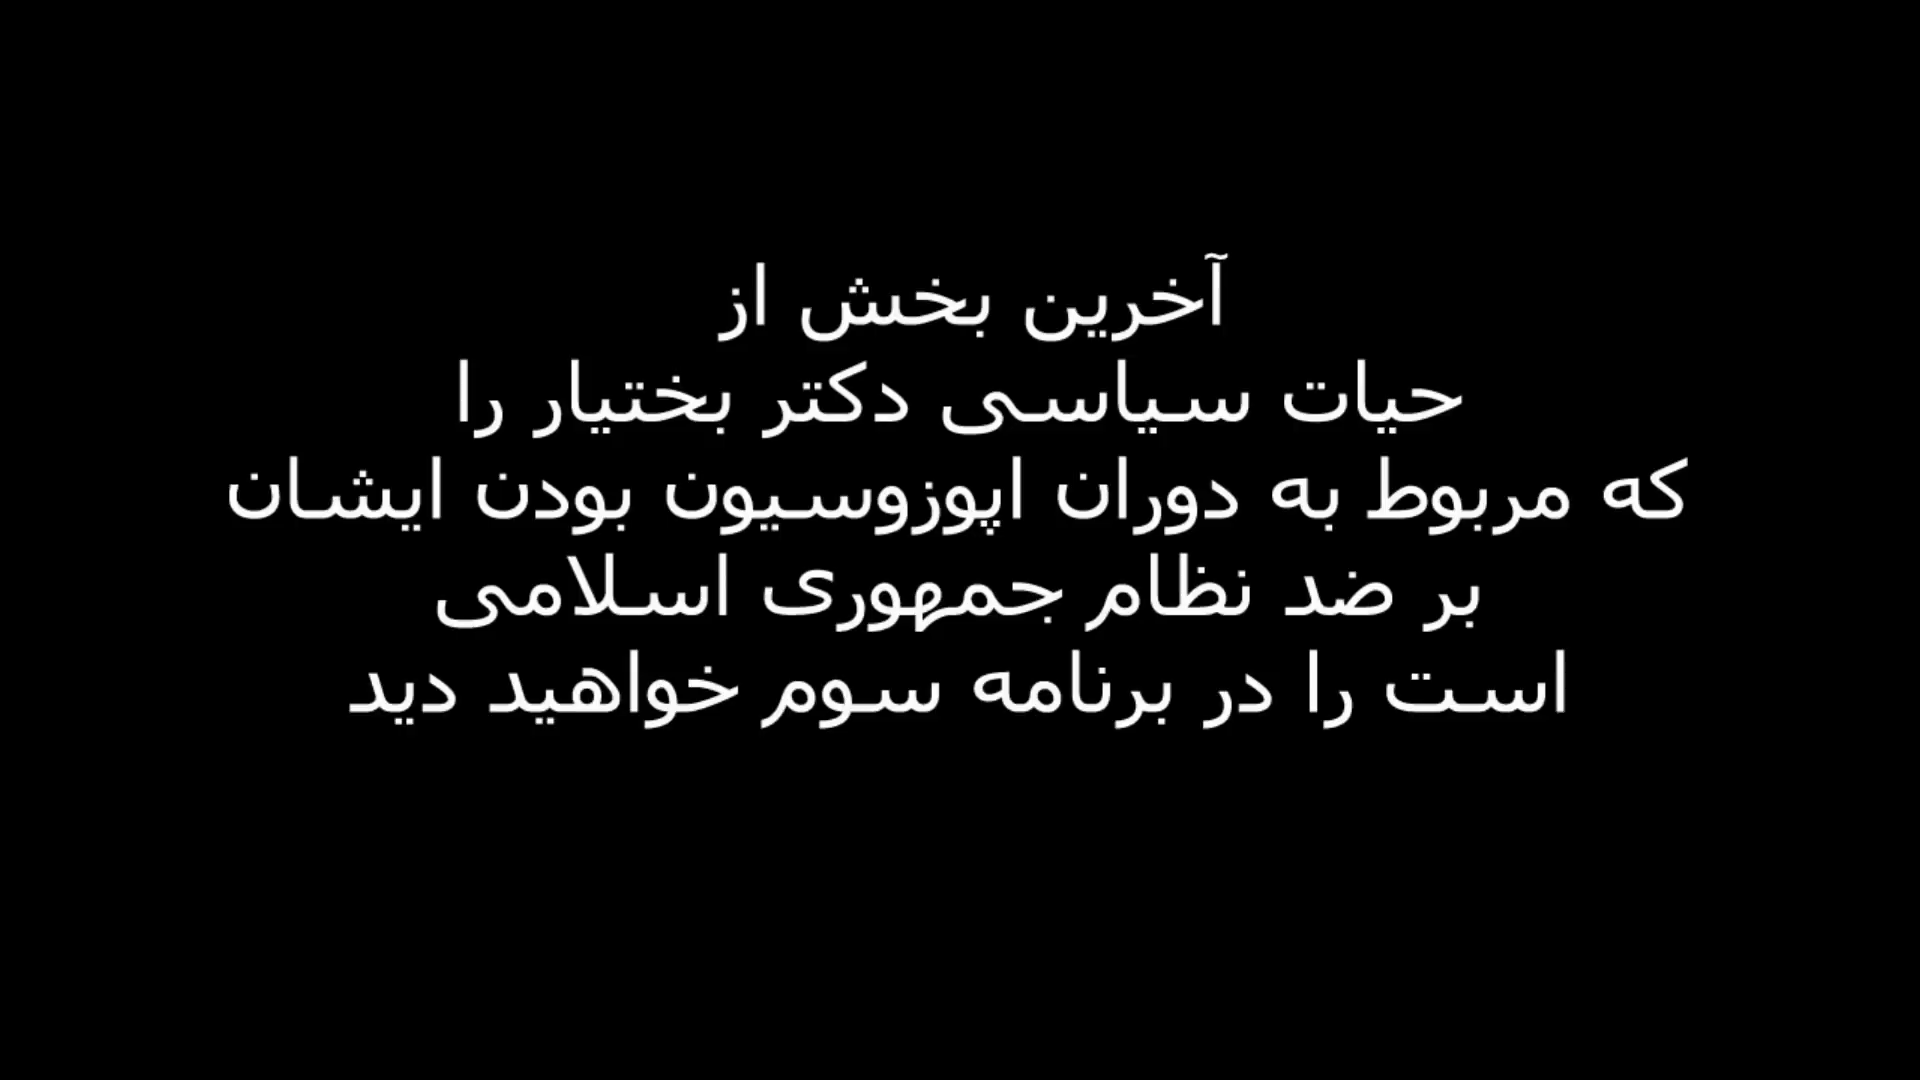 آخرین بخش از
حیات سیاسی دکتر بختیار را
که مربوط به دوران اپوزوسیون بودن ایشان
بر ضد نظام جمهوری اسلامی
است را در برنامه سوم خواهید دید